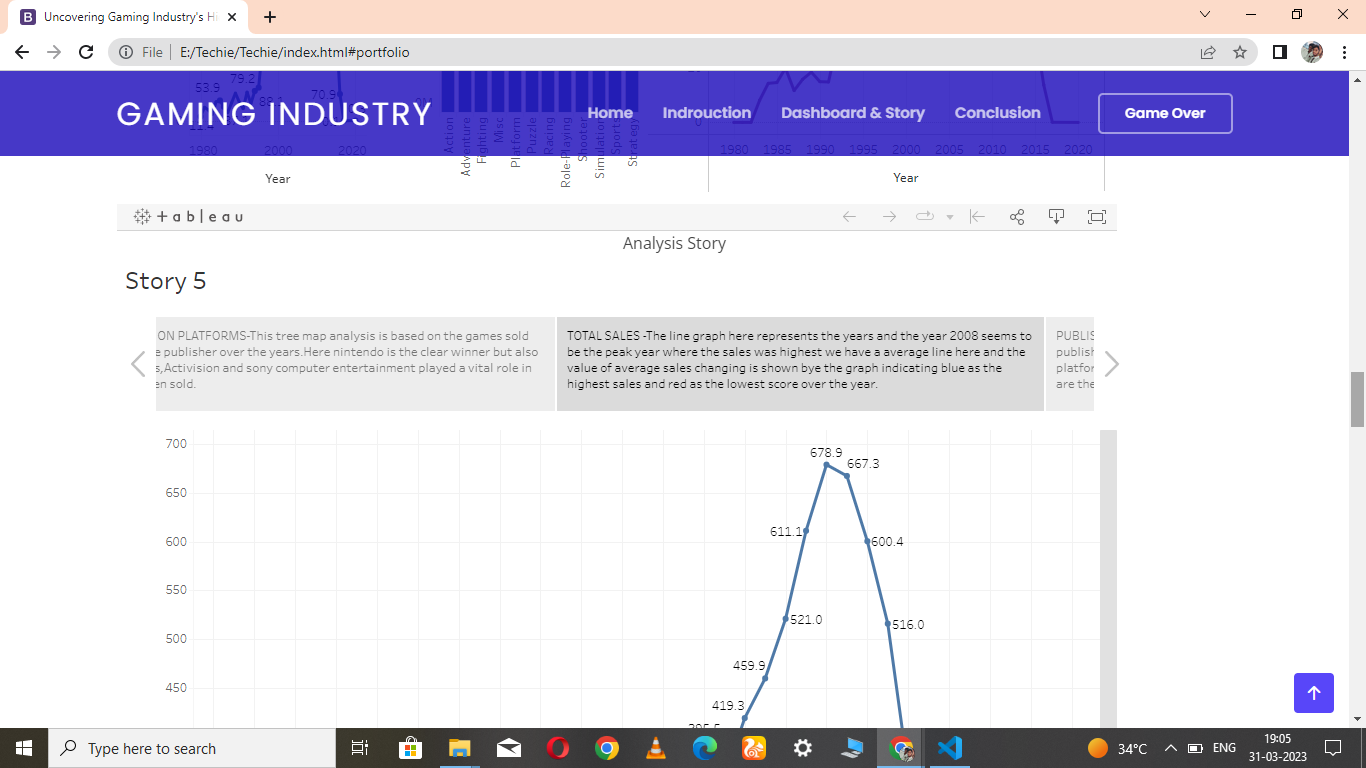 Uncovering Gaming Industry's Hi
File
E:/Techie/Techie/index.html#portfolio
GAMING INDUSTRY
Home
Indrouction
Dashboard & Story
Conclusion
Game Over
79.2
53.9
70.9
11.4
1980
2000
2020
Year
Action
Adventure
Fighting
Misc
Platform
Puzzle
Racing
Role-Playing
Shooter
Simulation
Sports
Strategy
1980
1985
1990
1995
2000
2005
2010
2015
2020
Year
+ableau
Analysis Story
Story 5
ON PLATFORMS-This tree map analysis is based on the games sold
e publisher over the years.Here nintendo is the clear winner but also
s,Activision and sony computer entertainment played a vital role in
en sold.
TOTAL SALES -The line graph here represents the years and the year 2008 seems to
be the peak year where the sales was highest we have a average line here and the
value of average sales changing is shown bye the graph indicating blue as the
highest sales and red as the lowest score over the year.
PUBLIS
publish
platfor
are the
700
650
600
550
500
450
678.9
667.3
611.1
600.4
521.0
516.0
459.9
419.3
Type here to search
34°C
ENG
19:05
31-03-2023